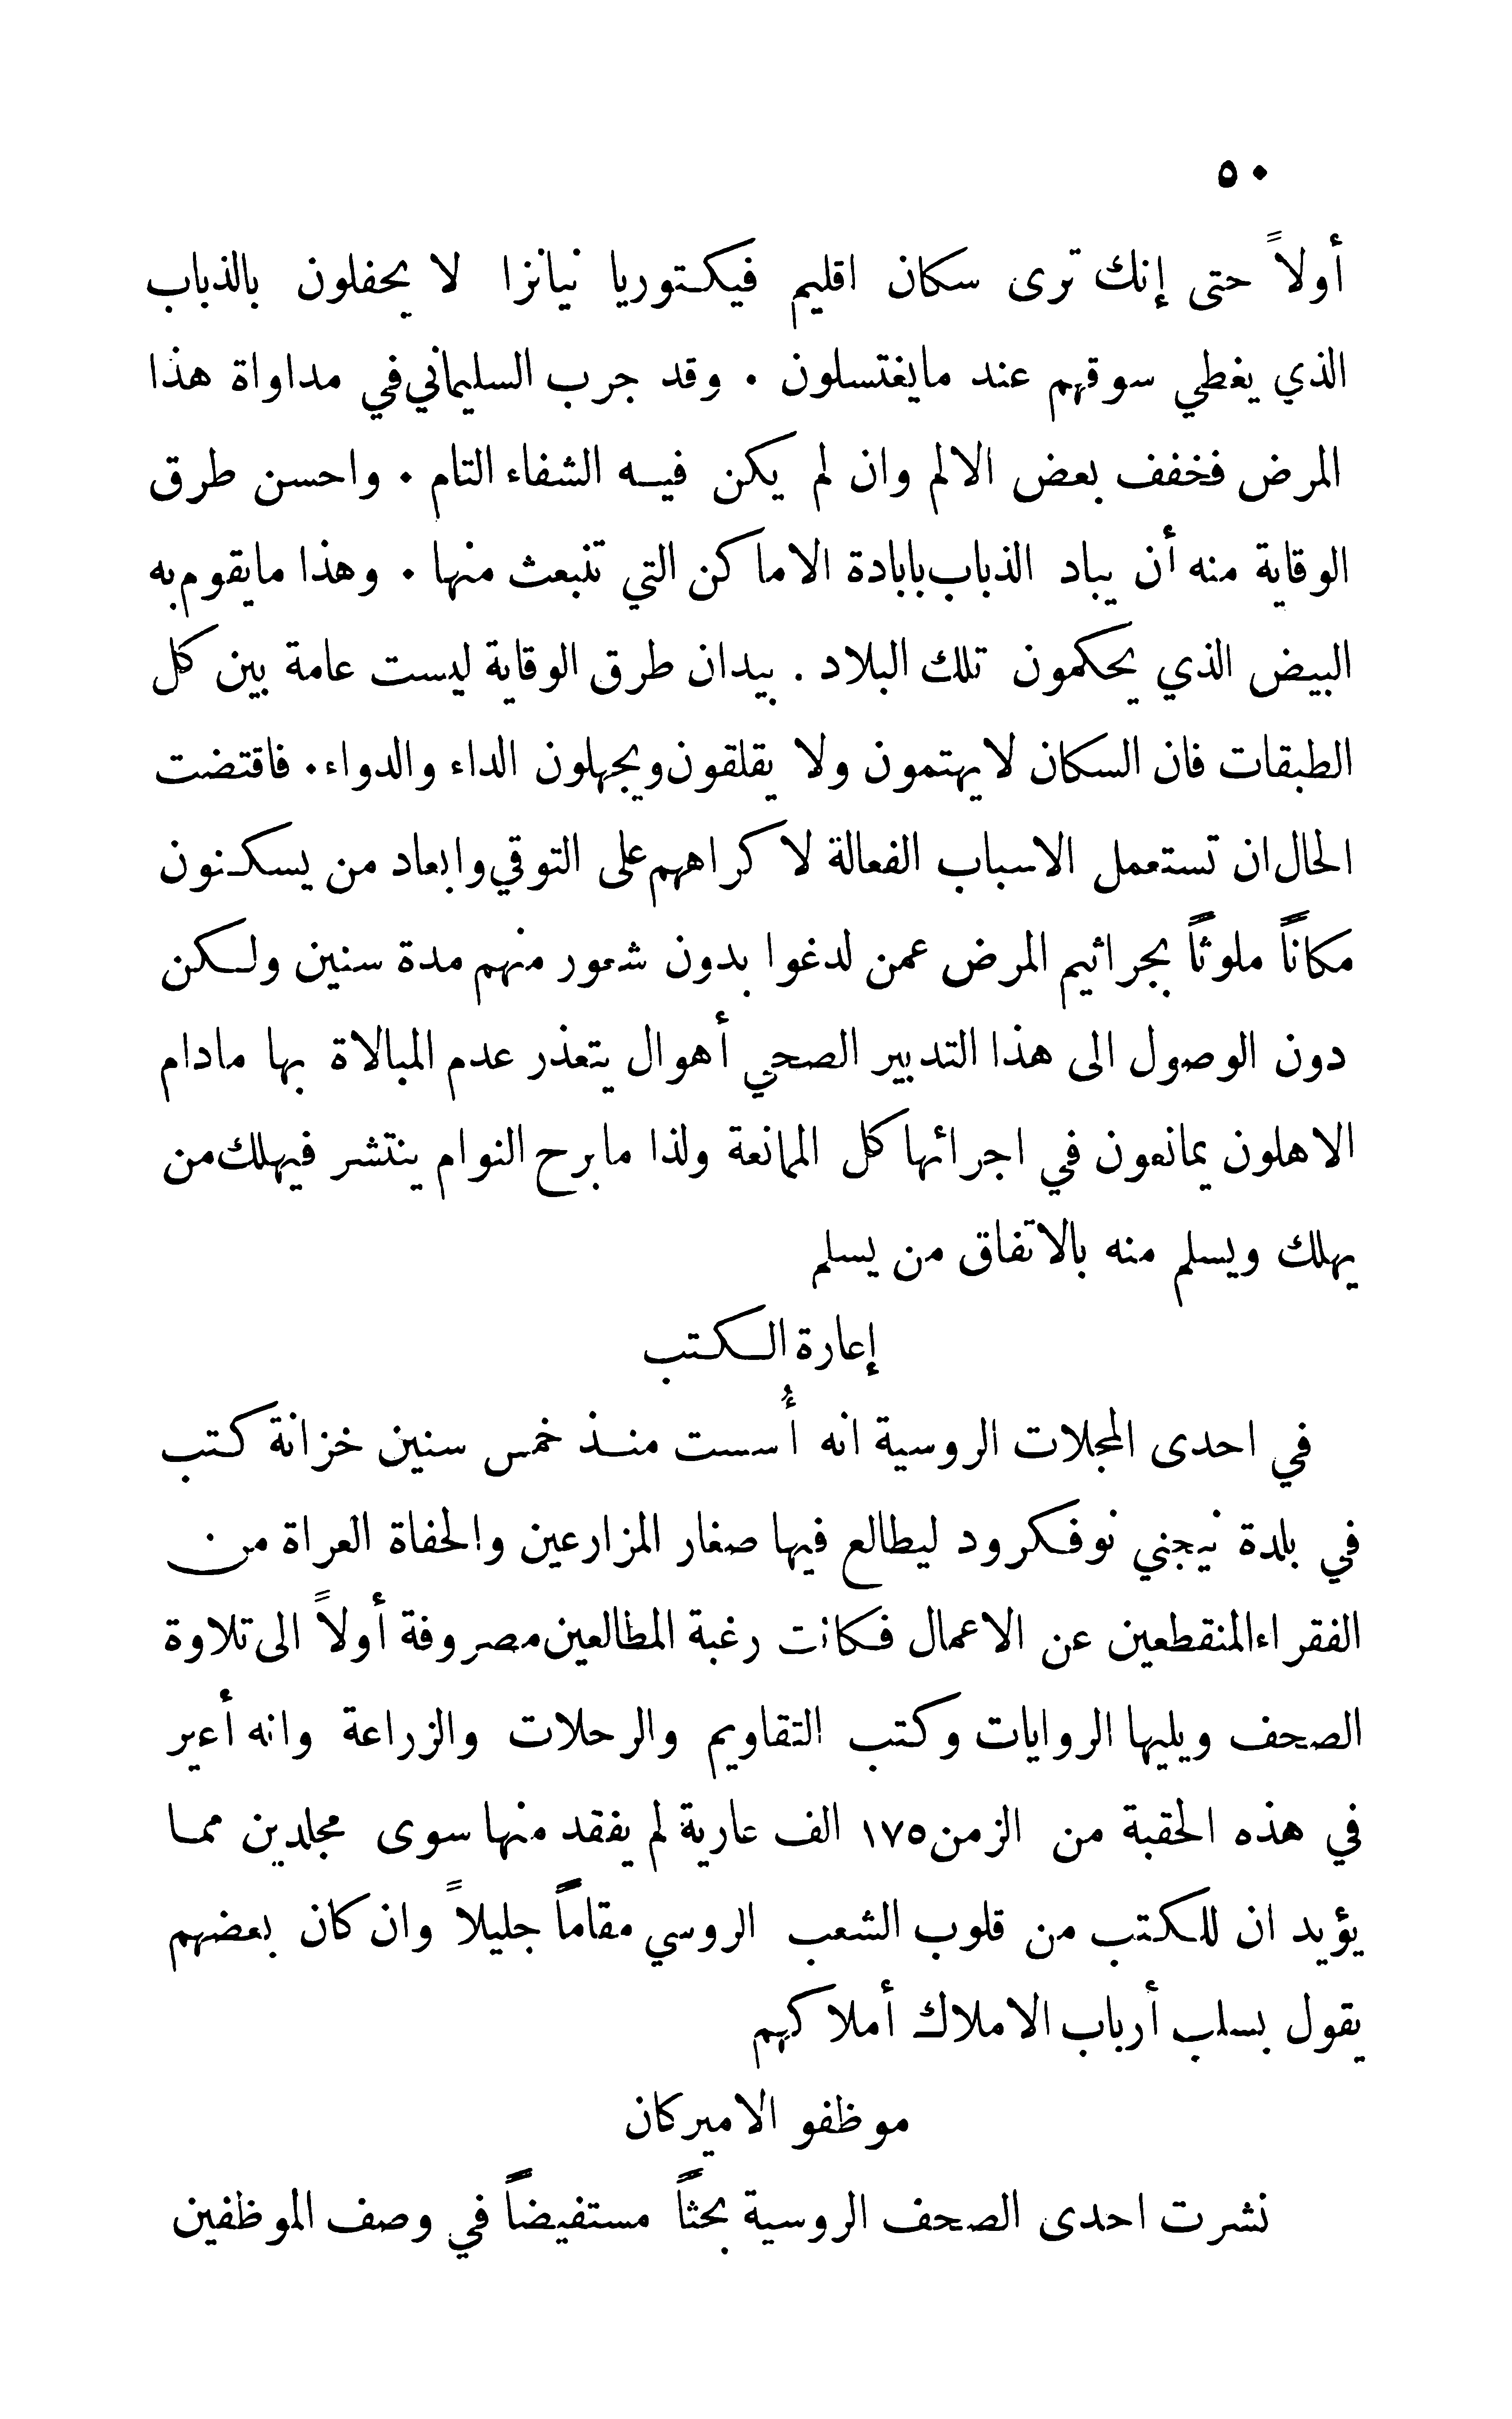 ٥٠
أولاً حتى إنك ترى سكان اقليم فيكتوريا نيانزا لا يحفلون بالذباب
الذي يغطي سوقهم عند مايغتسلون . وقد جرب السليماني في مداواة هذا
المرض فخفف بعض الالم وان لم يكن فيه الشفاء التام . واحسن طرق
الوقاية منه أن يباد الذباب بابادة الاماكن التي تنبعث منها . وهذا مايقوم به
البيض الذي يحكمون تلك البلاد . بيدان طرق الوقاية ليست عامة بين كل
الطبقات فان السكان لايهتمون ولا يقلقون ويجهلون الداء والدواء . فاقتضت
الحال ان تستعمل الاسباب الفعالة لاكراههم على التوقي وابعاد من يسكنون
مكاناً ملوثاً بجراثيم المرض عمن لدغوا بدون شعور منهم مدة سنين ولكن
دون الوصول الى هذا التدبير الصحي أهوال يتعذر عدم المبالاة بها مادام
الاهلون يمانعون في اجرائها كل الممانعة ولذا مابرح النوام ينتشر فيهلك من
يهلك ويسلم منه بالاتفاق من يسلم
إعارة الكتب
في احدى المجلات الروسية انه أُسست منذ خمس سنين خزانة كتب
في بلدة نيجني نوفكرود ليطالع فيها صغار المزارعين والحفاة العراة من
الفقراء المنقطعين عن الاعمال فكانت رغبة المطالعين مصروفة أولاً الى تلاوة
الصحف ويليها الروايات وكتب التقاويم والرحلات والزراعة وانه أعير
في هذه الحقبة من الزمن ١٧٥ الف عارية لم يفقد منها سوى مجلدين مما
يؤيد ان للكتب من قلوب الشعب الروسي مقاماً جليلاً وان كان بعضهم
يقول بسلب أرباب الاملاك أملاكهم
موظفو الاميركان
نشرت احدى الصحف الروسية بحثاً مستفيضاً في وصف الموظفين